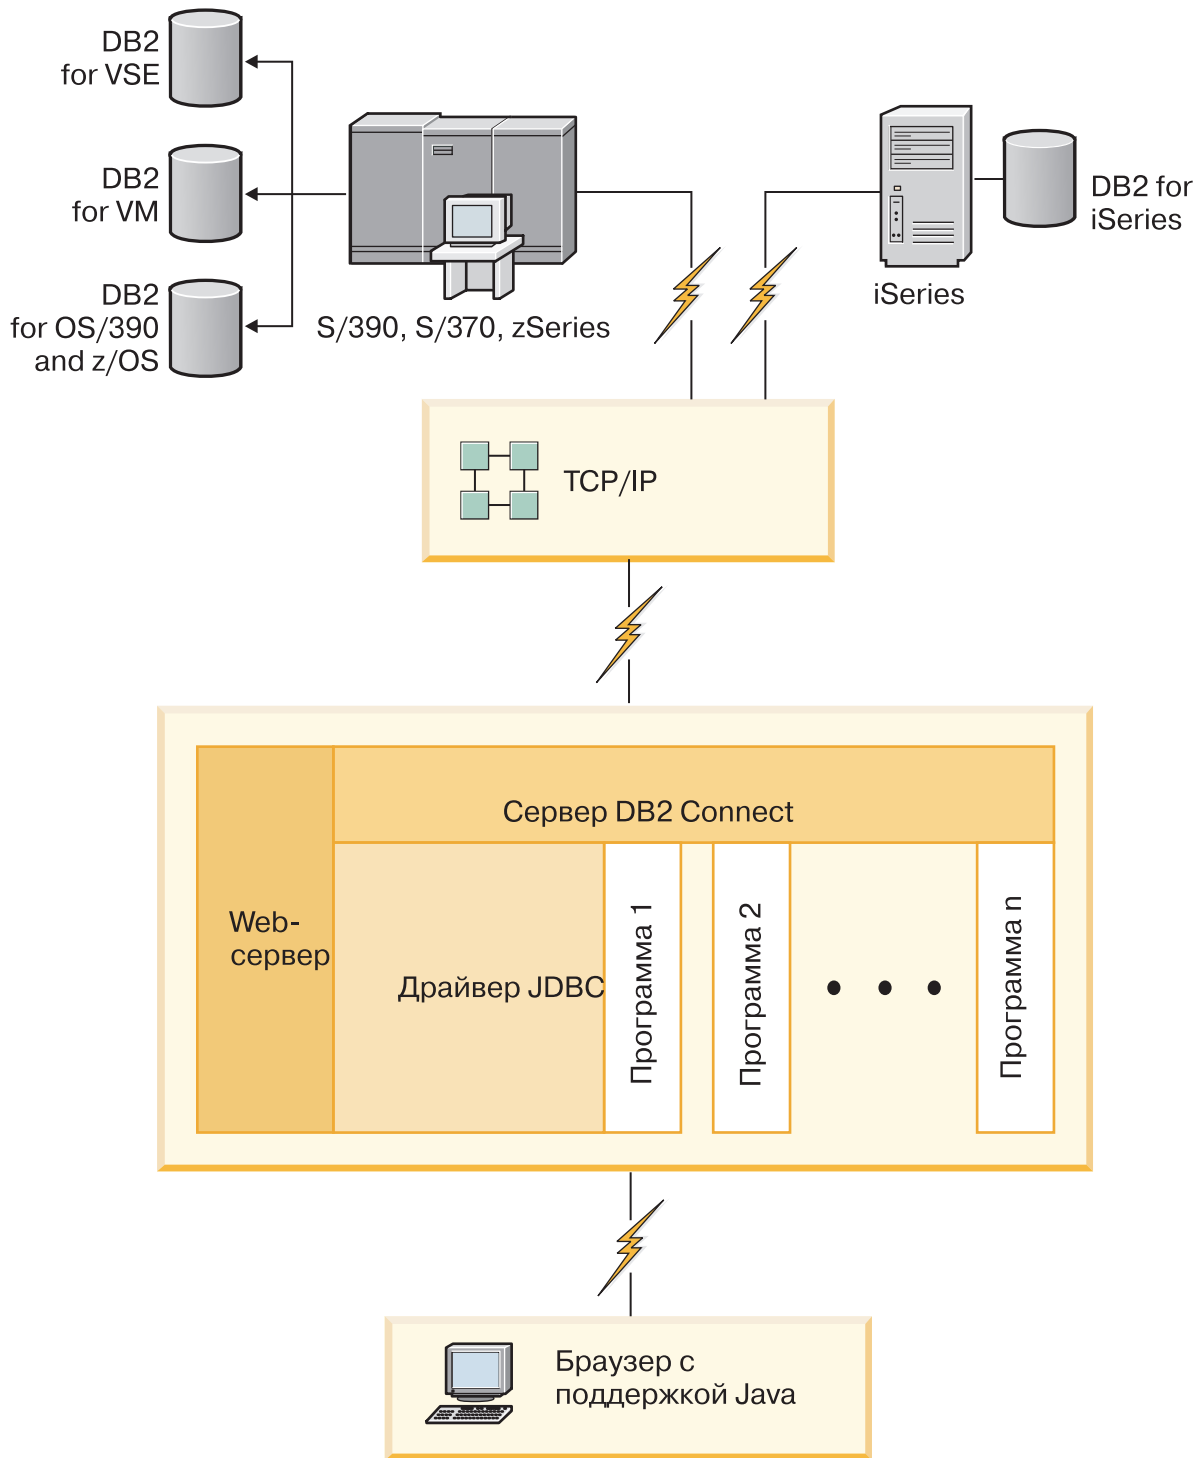 DB2
for VSE
DB2
for VM
DB2
for OS/390
and z/OS
S/390, S/370, zSeries
iSeries
DB2 for
iSeries
TCP/IP
Сервер DB2 Connect
Web-
сервер
Драйвер JDBC
Программа 1
Программа 2
Программа n
Браузер с
поддержкой Java